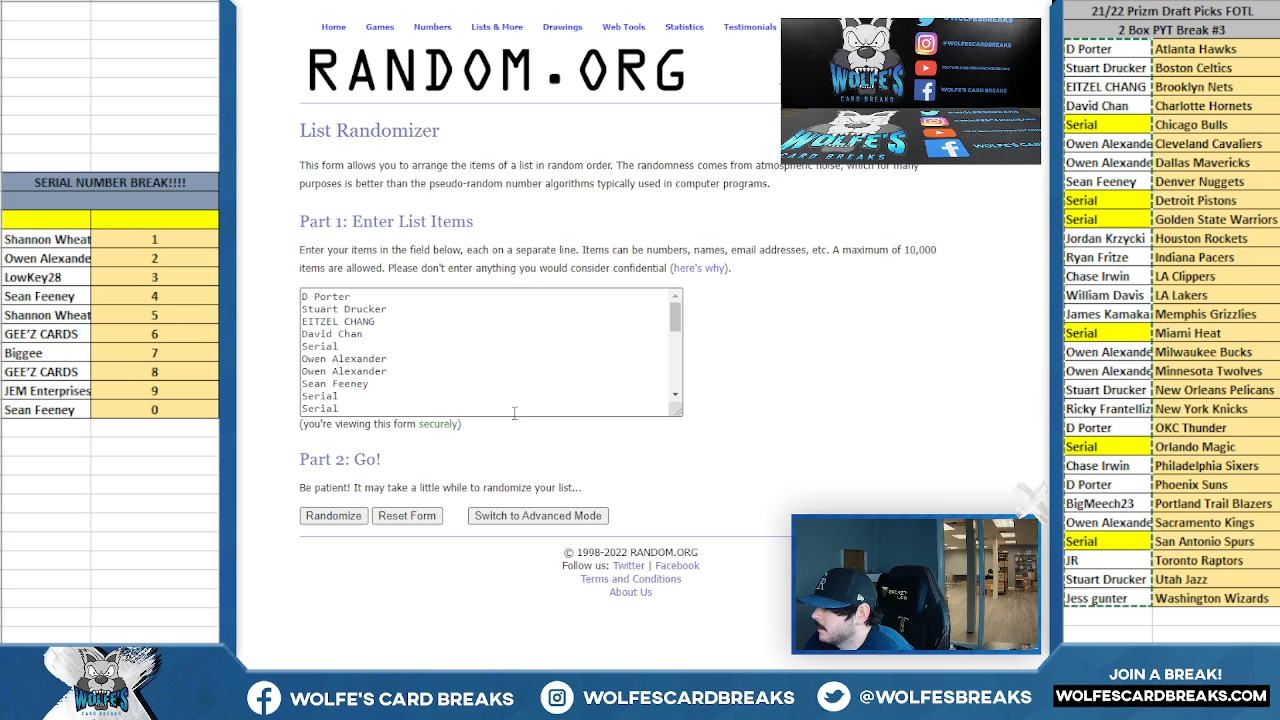 Home Games Numbers Lists & More Drawings Web Tools Statistics Testimonials
RANDOM.ORG
List Randomizer
This form allows you to arrange the items of a list in random order. The randomness comes from atmospheric noise, which for many
purposes is better than the pseudo-random number algorithms typically used in computer programs.
Part 1: Enter List Items
Enter your items in the field below, each on a separate line. Items can be numbers, names, email addresses, etc. A maximum of 10,000
items are allowed. Please don't enter anything you would consider confidential (here's why).
D Porter
Stuart Drucker
EITZEL CHANG
David Chan
Serial
Owen Alexander
Owen Alexander
Sean Feeney
Serial
Serial
(you're viewing this form securely)
Part 2: Go!
Be patient! It may take a little while to randomize your list...
Randomize Reset Form Switch to Advanced Mode
© 1998-2022 RANDOM.ORG
Follow us: Twitter | Facebook
Terms and Conditions
About Us
SERIAL NUMBER BREAK!!!!
Shannon Wheat 1
Owen Alexande 2
LowKey28 3
Sean Feeney 4
Shannon Wheat 5
GEE'Z CARDS 6
Biggee 7
GEE'Z CARDS 8
JEM Enterprises 9
Sean Feeney 0
@WOLFESBREAKS
@WOLFESCARDBREAKS
YOUTUBE.COM/WOLFESCARDBREAKS
WOLFE'S CARD BREAKS
WOLFE'S
CARD BREAKS
WOLFE'S
CARD BREAKS
21/22 Prizm Draft Picks FOTL
2 Box PYT Break #3
D Porter Atlanta Hawks
Stuart Drucker Boston Celtics
EITZEL CHANG Brooklyn Nets
David Chan Charlotte Hornets
Serial Chicago Bulls
Owen Alexande Cleveland Cavaliers
Owen Alexande Dallas Mavericks
Sean Feeney Denver Nuggets
Serial Detroit Pistons
Serial Golden State Warriors
Jordan Krzycki Houston Rockets
Ryan Fritze Indiana Pacers
Chase Irwin LA Clippers
William Davis LA Lakers
James Kamaka Memphis Grizzlies
Serial Miami Heat
Owen Alexande Milwaukee Bucks
Owen Alexande Minnesota Twolves
Stuart Drucker New Orleans Pelicans
Ricky Frantelliz New York Knicks
D Porter OKC Thunder
Serial Orlando Magic
Chase Irwin Philadelphia Sixers
D Porter Phoenix Suns
BigMeech23 Portland Trail Blazers
Owen Alexande Sacramento Kings
Serial San Antonio Spurs
JR Toronto Raptors
Stuart Drucker Utah Jazz
Jess gunter Washington Wizards
WOLFE'S
CARD BREAKS
WOLFE'S CARD BREAKS
WOLFESCARDBREAKS
@WOLFESBREAKS
JOIN A BREAK!
WOLFESCARDBREAKS.COM